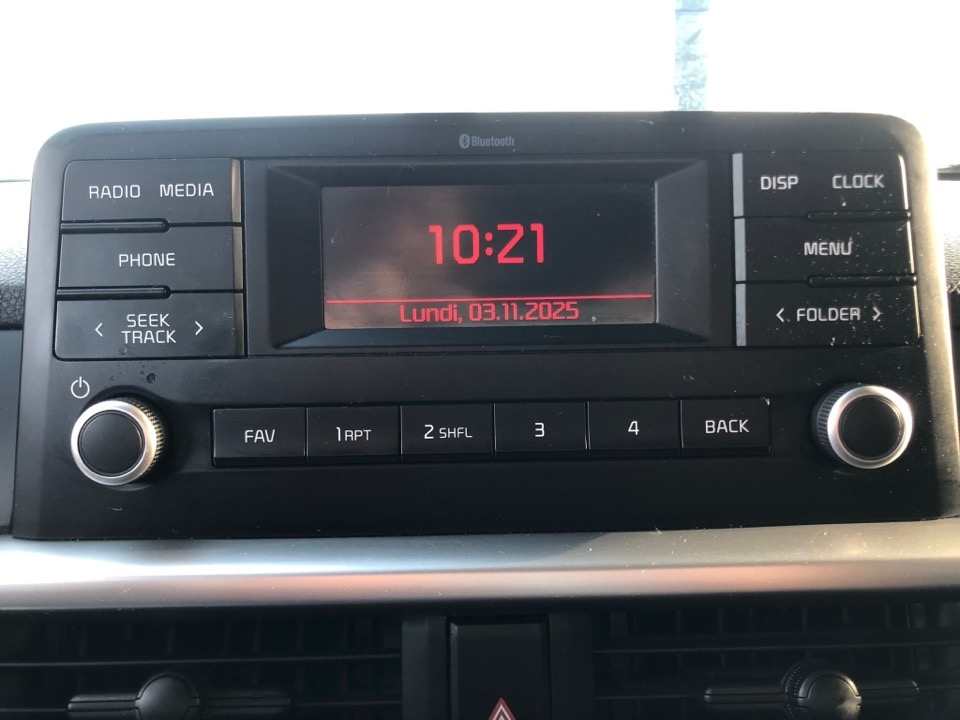 Bluetooth
RADIO MEDIA
DISP CLOCK
PHONE
10:21
MENU
< SEEK TRACK >
Lundi, 03.11.2025
< FOLDER >
FAV
1 RPT
2 SHFL
3
4
BACK